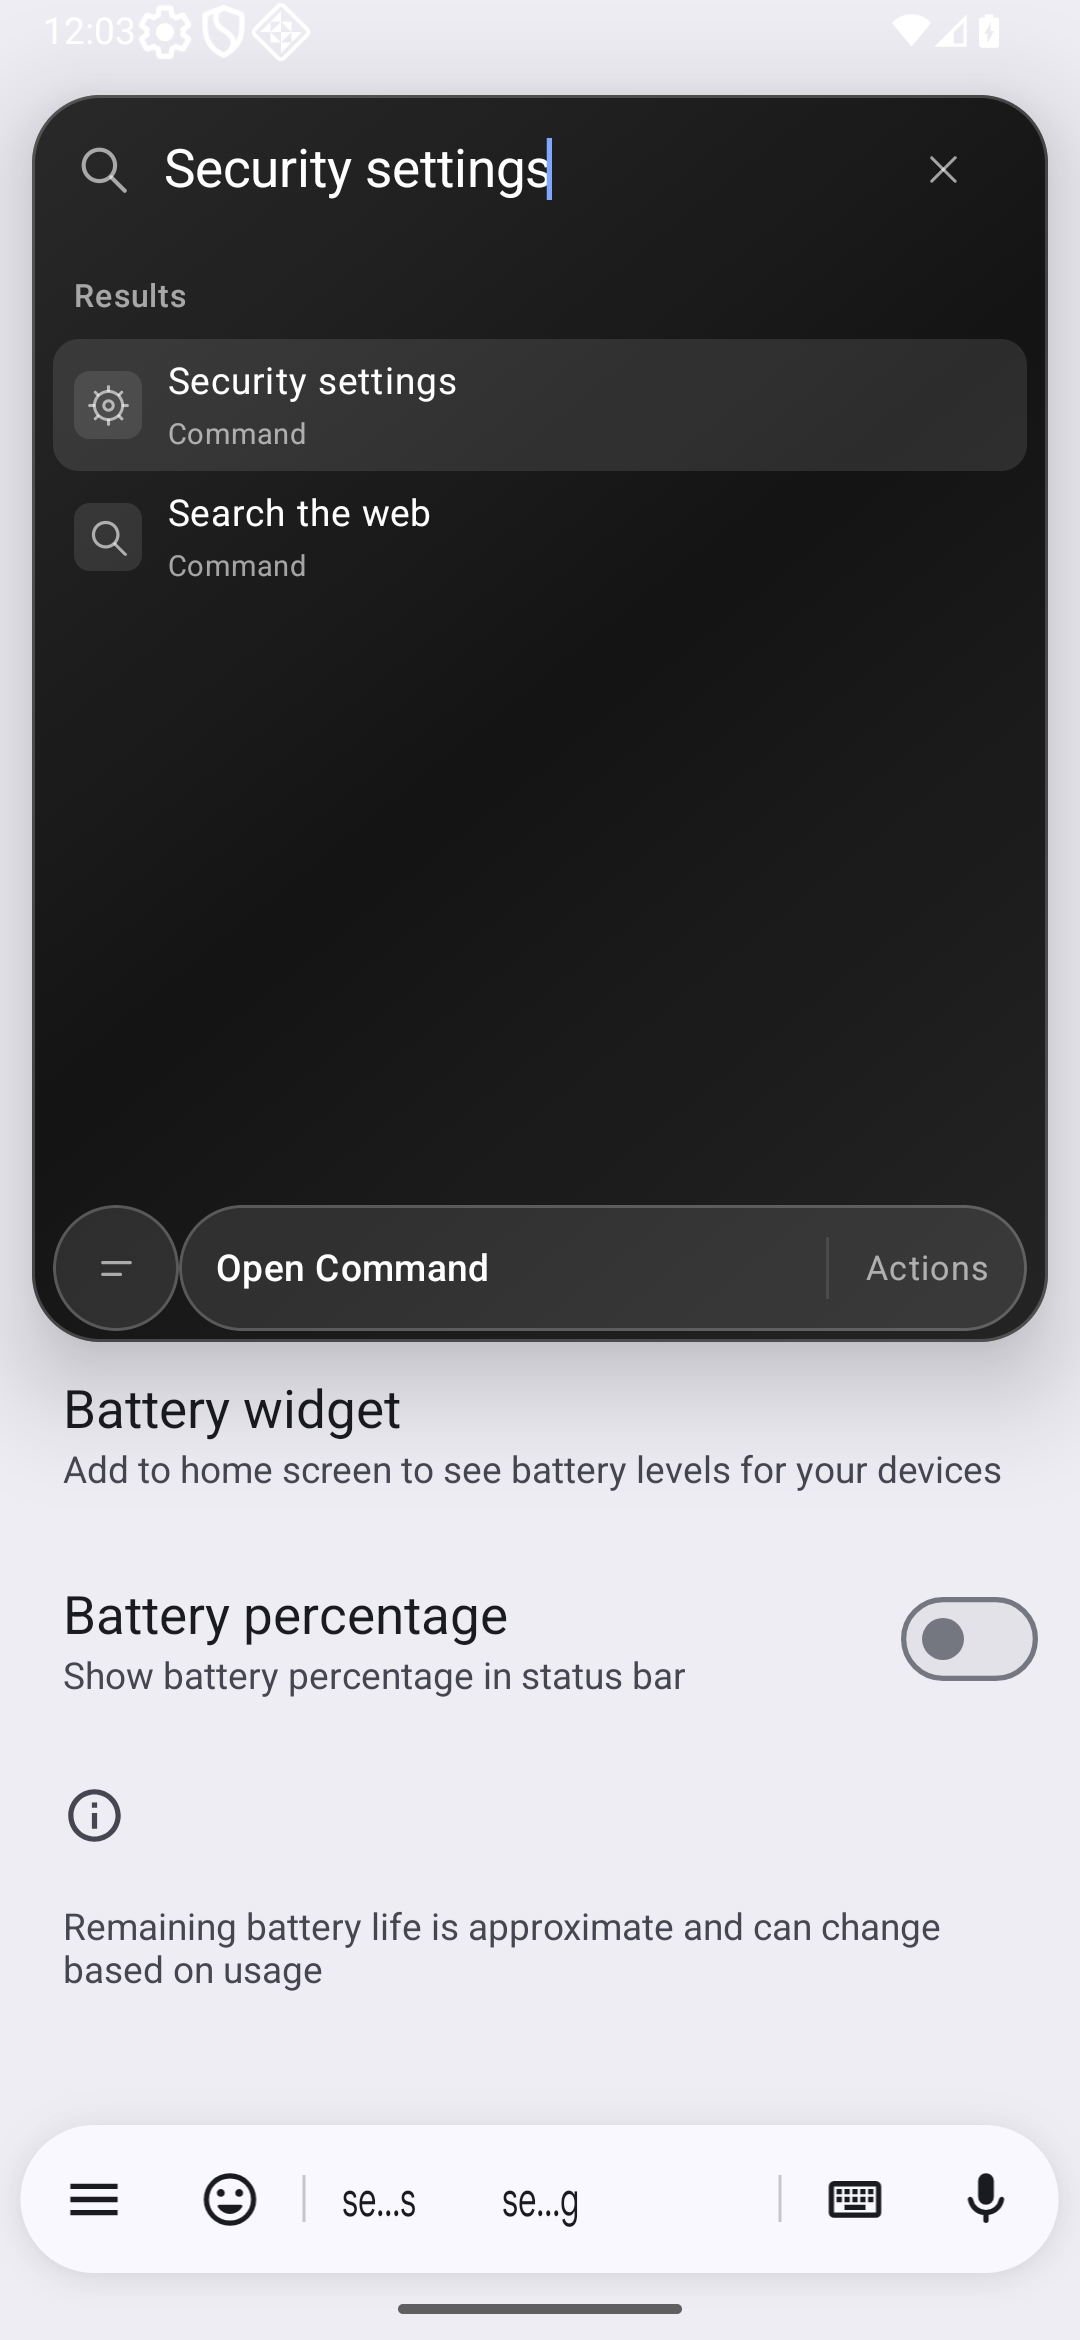 12:03
Security settings
Results
Security settings
Command
Search the web
Command
Open Command
Actions
Battery widget
Add to home screen to see battery levels for your devices
Battery percentage
Show battery percentage in status bar
Remaining battery life is approximate and can change
based on usage
se...s se...g